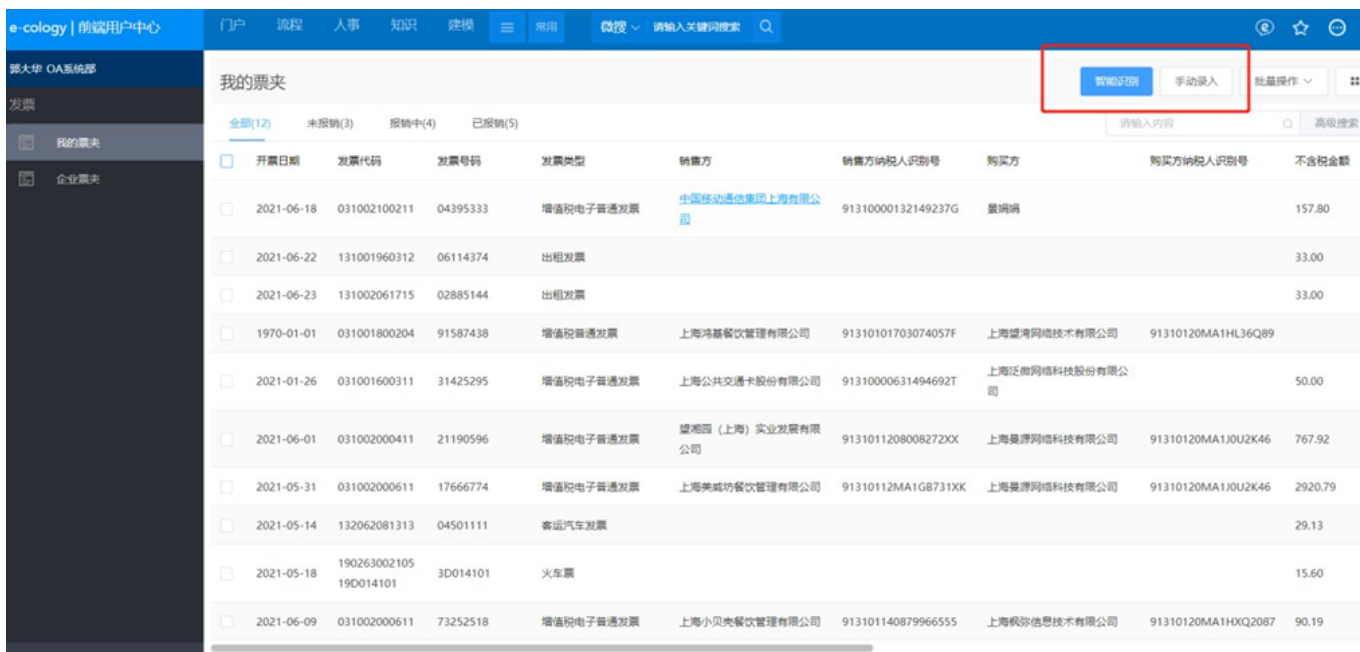 e-cology | 前端用户中心 门户 流程 人事 知识 建模 常用 微搜 请输入关键词搜索
郭大华 OA系统部
我的票夹 智能识别 手动录入 批量操作
发票
我的票夹
企业票夹
全部(12) 未报销(3) 报销中(4) 已报销(5) 请输入内容 高级搜索
开票日期 发票代码 发票号码 发票类型 销售方 销售方纳税人识别号 购买方 购买方纳税人识别号 不含税金额
2021-06-18 031002100211 04395333 增值税电子普通发票 中国移动通信集团上海有限公 91310000132149237G 景娟娟 157.80
司
2021-06-22 131001960312 06114374 出租发票 33.00
2021-06-23 131002061715 02885144 出租发票 33.00
1970-01-01 031001800204 91587438 增值税普通发票 上海鸿基餐饮管理有限公司 91310101703074057F 上海望湾网络技术有限公司 91310120MA1HL36Q89
2021-01-26 031001600311 31425295 增值税电子普通发票 上海公共交通卡股份有限公司 91310000631494692T 上海泛微网络科技股份有限公 50.00
司
2021-06-01 031002000411 21190596 增值税电子普通发票 望湘园（上海）实业发展有限 9131011208008272XX 上海曼源网络科技有限公司 91310120MA1J0U2K46 767.92
公司
2021-05-31 031002000611 17666774 增值税电子普通发票 上海美威坊餐饮管理有限公司 91310112MA1GB731XK 上海曼源网络科技有限公司 91310120MA1J0U2K46 2920.79
2021-05-14 132062081313 04501111 客运汽车发票 29.13
2021-05-18 190263002105 3D014101 火车票 15.60
19D014101
2021-06-09 031002000611 73252518 增值税电子普通发票 上海小贝壳餐饮管理有限公司 913101140879966555 上海枫弥信息技术有限公司 91310120MA1HXQ2087 90.19